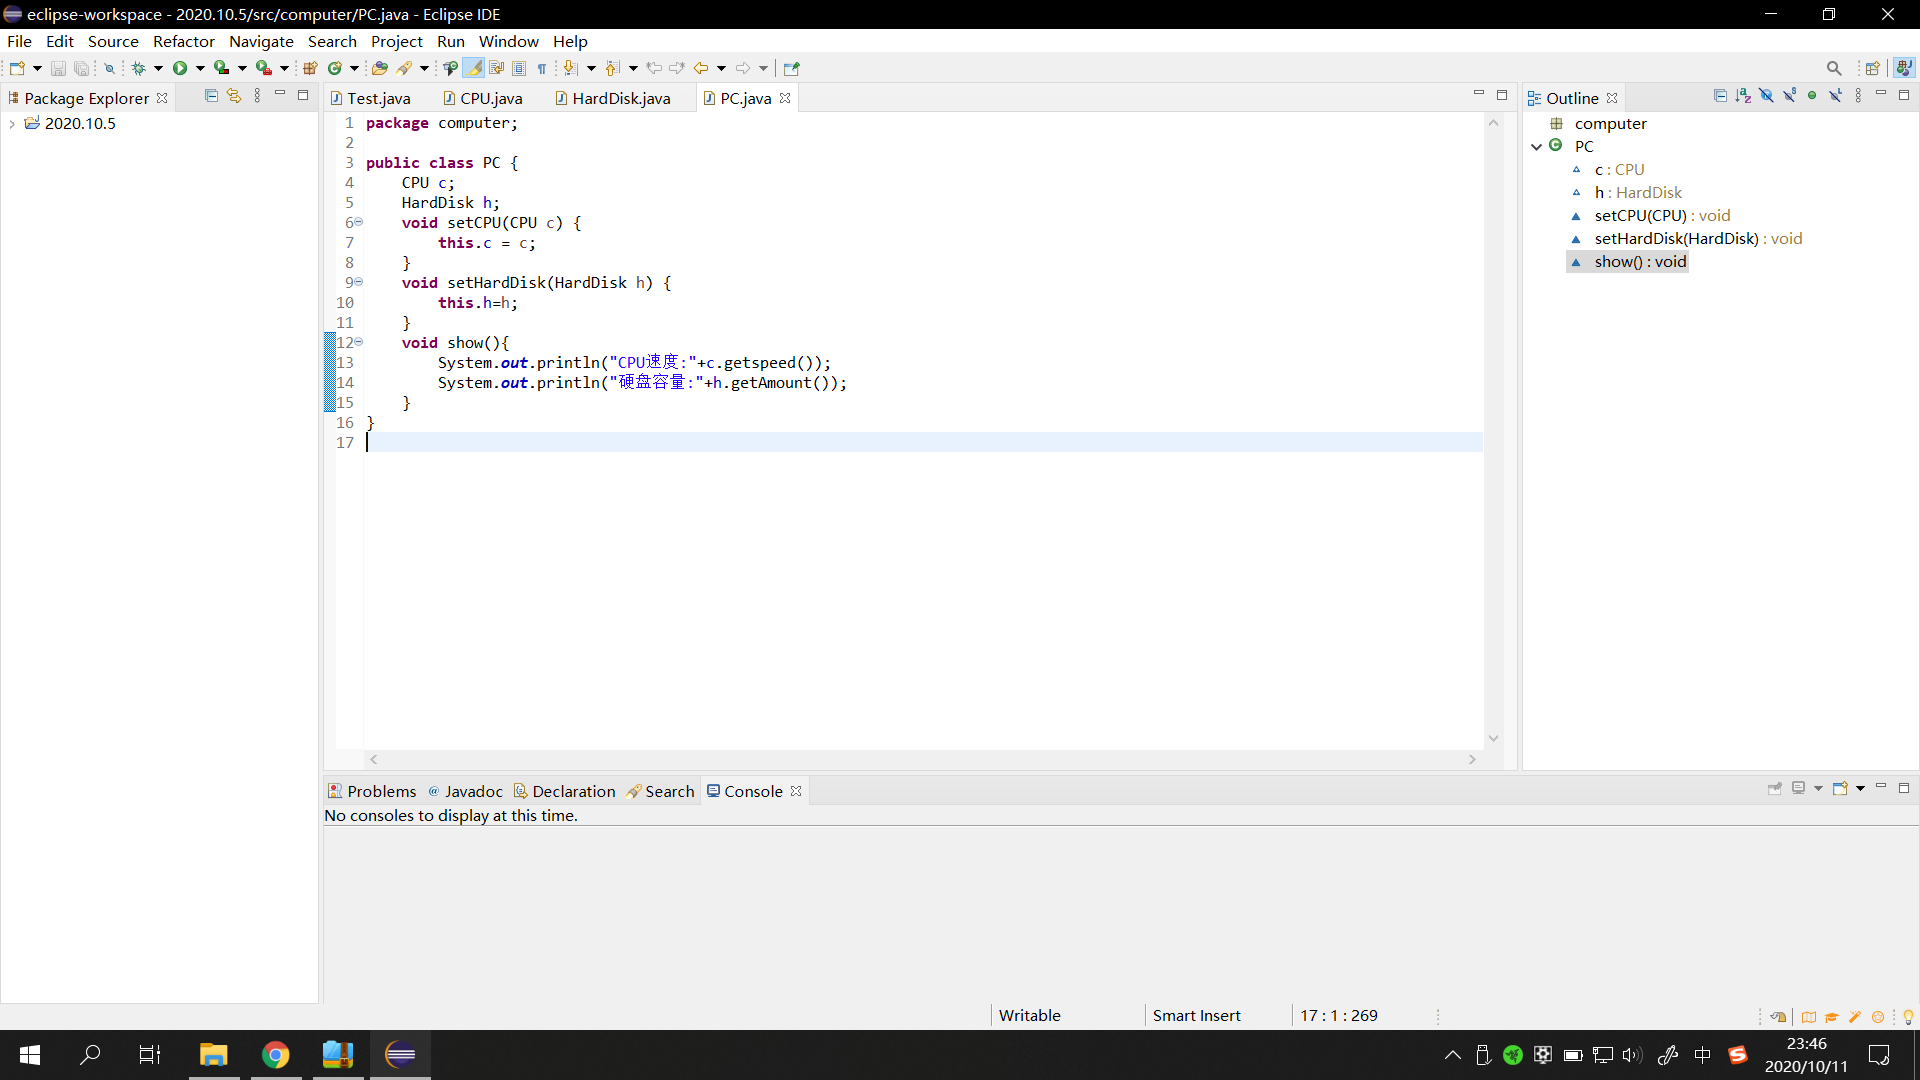 eclipse-workspace - 2020.10.5/src/computer/PC.java - Eclipse IDE
File Edit Source Refactor Navigate Search Project Run Window Help
Package Explorer
2020.10.5
Test.java CPU.java HardDisk.java PC.java
1 package computer;
2
3 public class PC {
4 CPU c;
5 HardDisk h;
6 void setCPU(CPU c) {
7 this.c = c;
8 }
9 void setHardDisk(HardDisk h) {
10 this.h=h;
11 }
12 void show(){
13 System.out.println("CPU速度:"+c.getspeed());
14 System.out.println("硬盘容量:"+h.getAmount());
15 }
16 }
17
Outline
computer
PC
c : CPU
h : HardDisk
setCPU(CPU) : void
setHardDisk(HardDisk) : void
show() : void
Problems Javadoc Declaration Search Console
No consoles to display at this time.
Writable Smart Insert 17 : 1 : 269
中
23:46
2020/10/11